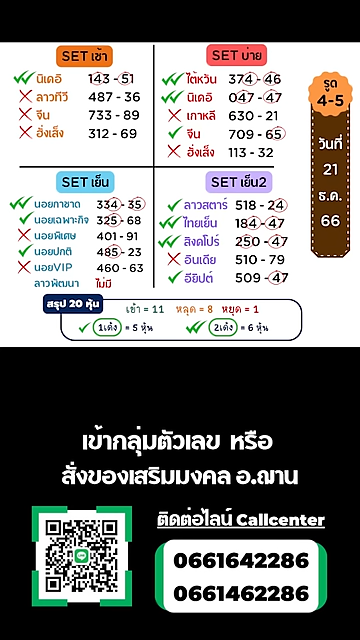 SET เช้า
นิเคอิ 143 - 51
ลาวทีวี 487 - 36
จีน 733 - 89
ฮั่งเส็ง 312 - 69
SET บ่าย
ไต้หวัน 374 - 46
นิเคอิ 047 - 47
เกาหลี 630 - 21
จีน 709 - 65
ฮั่งเส็ง 113 - 32
รูด
4-5
วันที่
21
ธ.ค.
66
SET เย็น
นอยกาชาด 334 - 35
นอยเฉพาะกิจ 325 - 68
นอยพิเศษ 401 - 91
นอยปกติ 485 - 23
นอยVIP 460 - 63
ลาวพัฒนา ไม่มี
SET เย็น2
ลาวสตาร์ 518 - 24
ไทยเย็น 184 - 47
สิงคโปร์ 250 - 47
อินเดีย 510 - 79
อียิปต์ 509 - 47
สรุป 20 หุ้น
เข้า = 11 หลุด = 8 หยุด = 1
1เด้ง = 5 หุ้น 2เด้ง = 6 หุ้น
เข้ากลุ่มตัวเลข หรือ
สั่งของเสริมมงคล อ.ฌาน
ติดต่อไลน์ Callcenter
0661642286
0661462286